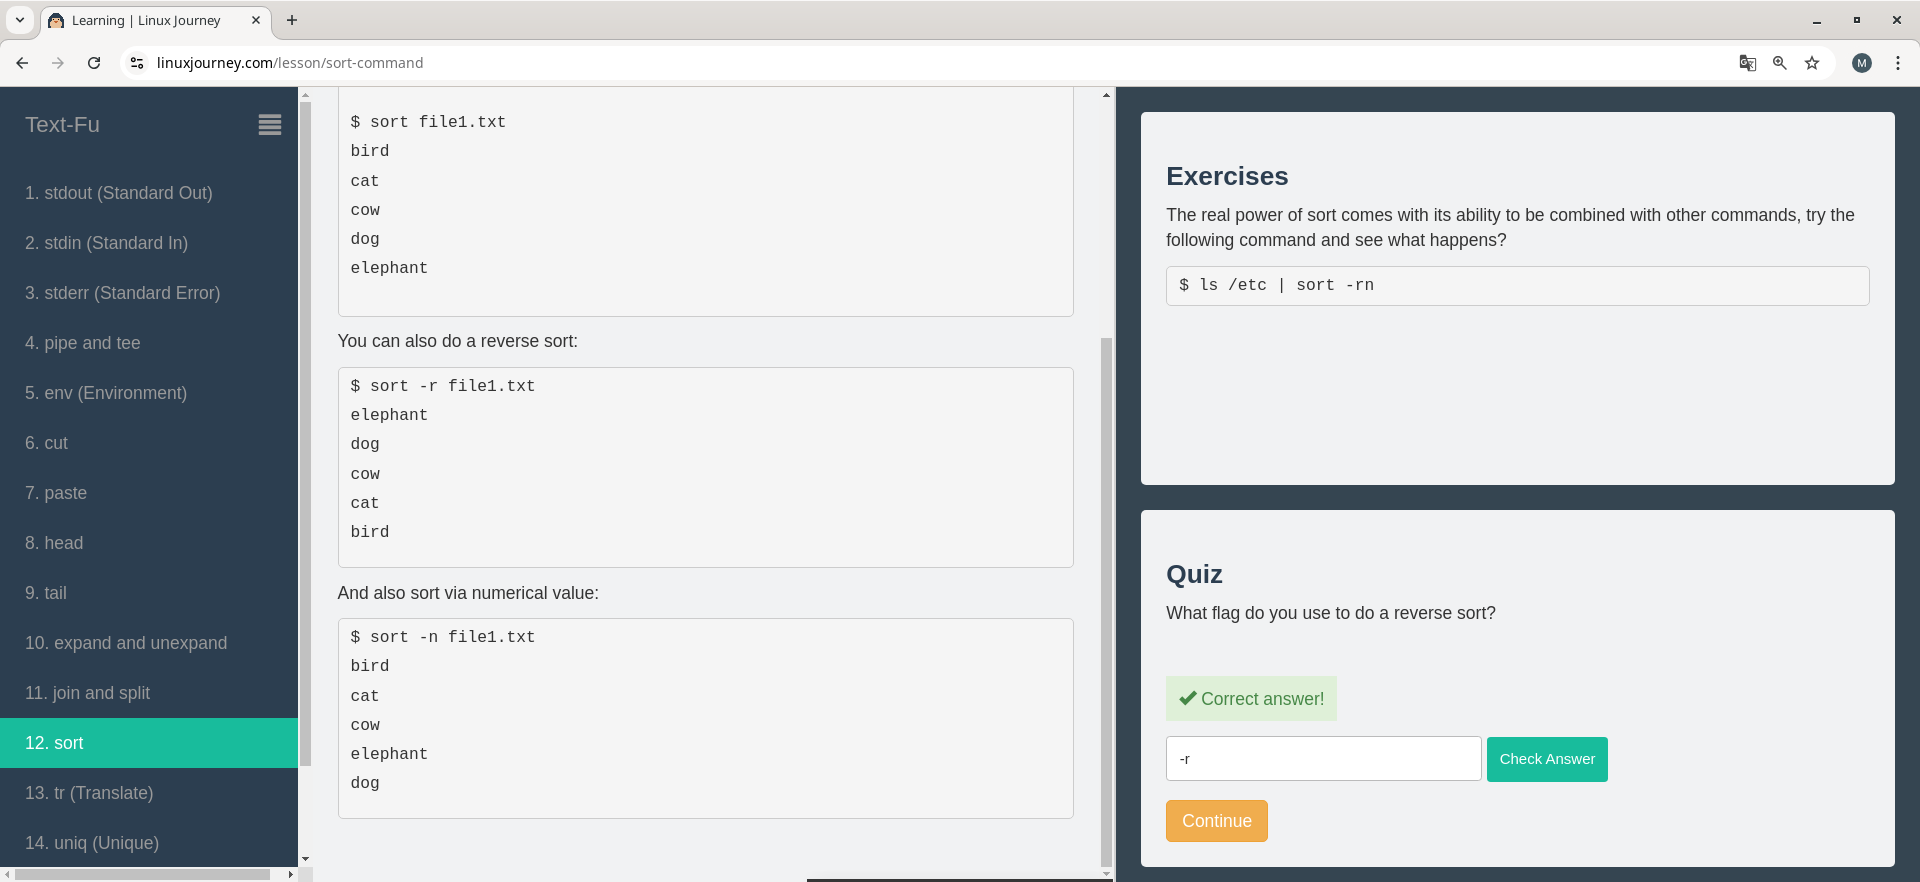 Learning | Linux Journey
linuxjourney.com/lesson/sort-command
M
Text-Fu
1. stdout (Standard Out)
2. stdin (Standard In)
3. stderr (Standard Error)
4. pipe and tee
5. env (Environment)
6. cut
7. paste
8. head
9. tail
10. expand and unexpand
11. join and split
12. sort
13. tr (Translate)
14. uniq (Unique)
$ sort file1.txt
bird
cat
cow
dog
elephant
You can also do a reverse sort:
$ sort -r file1.txt
elephant
dog
cow
cat
bird
And also sort via numerical value:
$ sort -n file1.txt
bird
cat
cow
elephant
dog
Exercises
The real power of sort comes with its ability to be combined with other commands, try the
following command and see what happens?
$ ls /etc | sort -rn
Quiz
What flag do you use to do a reverse sort?
Correct answer!
-r
Check Answer
Continue